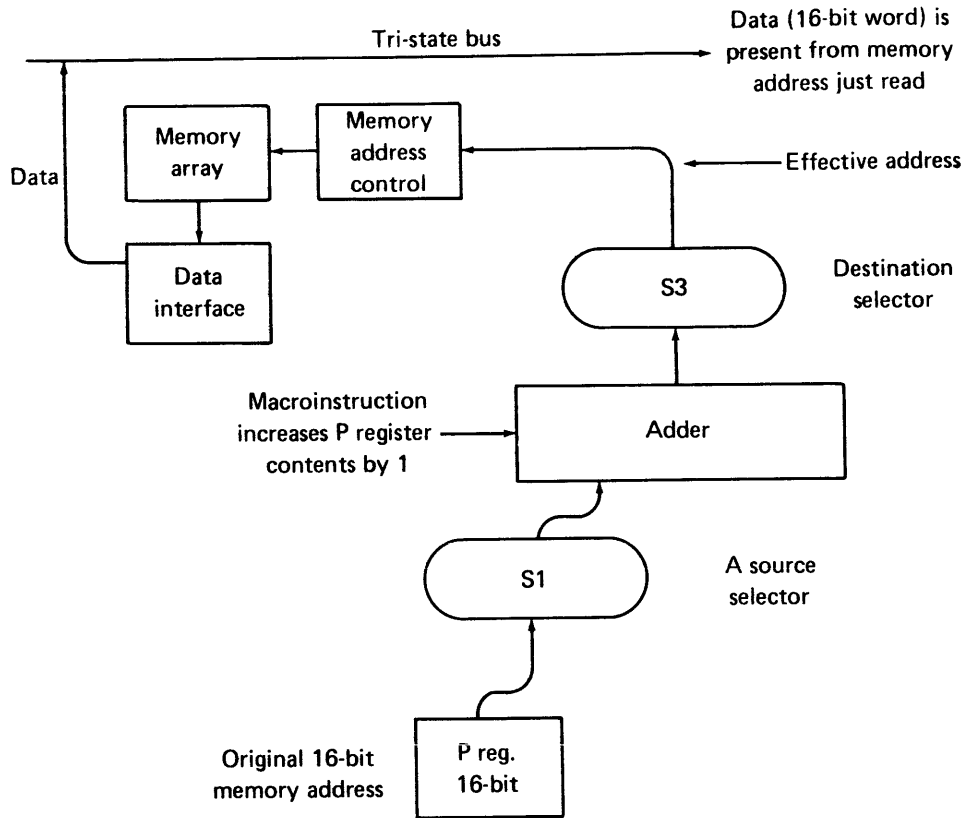 Tri-state bus
Data (16-bit word) is
present from memory
address just read
Data
Memory
array
Memory
address
control
Effective address
Data
interface
S3
Destination
selector
Macroinstruction
increases P register
contents by 1
Adder
S1
A source
selector
Original 16-bit
memory address
P reg.
16-bit